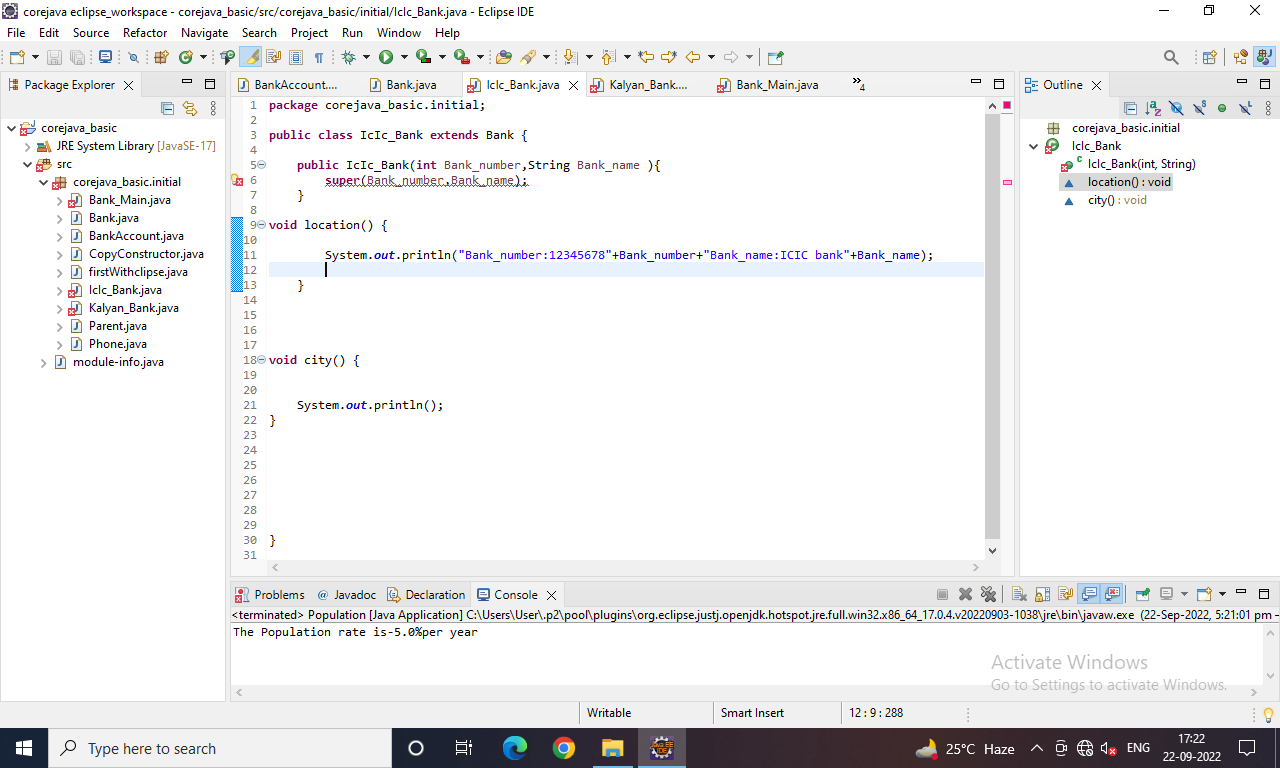 corejava eclipse_workspace - corejava_basic/src/corejava_basic/initial/IcIc_Bank.java - Eclipse IDE
File Edit Source Refactor Navigate Search Project Run Window Help
Package Explorer
corejava_basic
JRE System Library [JavaSE-17]
src
corejava_basic.initial
Bank_Main.java
Bank.java
BankAccount.java
CopyConstructor.java
firstWithclipse.java
IcIc_Bank.java
Kalyan_Bank.java
Parent.java
Phone.java
module-info.java
BankAccount.... Bank.java IcIc_Bank.java Kalyan_Bank.... Bank_Main.java »4
1 package corejava_basic.initial;
2
3 public class IcIc_Bank extends Bank {
4
5 public IcIc_Bank(int Bank_number,String Bank_name ){
6 super(Bank_number,Bank_name);
7 }
8
9 void location() {
10
11 System.out.println("Bank_number:12345678"+Bank_number+"Bank_name:ICIC bank"+Bank_name);
12
13 }
14
15
16
17
18 void city() {
19
20
21 System.out.println();
22 }
23
24
25
26
27
28
29
30 }
31
Outline
corejava_basic.initial
IcIc_Bank
IcIc_Bank(int, String)
location() : void
city() : void
Problems @ Javadoc Declaration Console
<terminated> Population [Java Application] C:\Users\User\.p2\pool\plugins\org.eclipse.justj.openjdk.hotspot.jre.full.win32.x86_64_17.0.4.v20220903-1038\jre\bin\javaw.exe (22-Sep-2022, 5:21:01 pm –
The Population rate is-5.0%per year
Activate Windows
Go to Settings to activate Windows.
Writable Smart Insert 12 : 9 : 288
Type here to search
25°C Haze ENG 17:22
22-09-2022